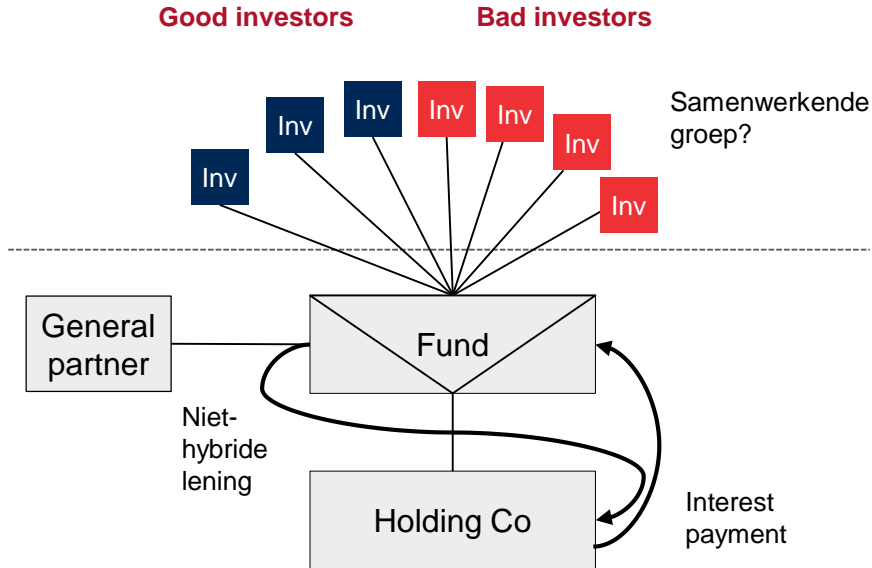 Good investors
Bad investors
Inv
Inv
Inv
Inv
Inv
Inv
Inv
Samenwerkende
groep?
General
partner
Fund
Niet-
hybride
lening
Holding Co
Interest
payment